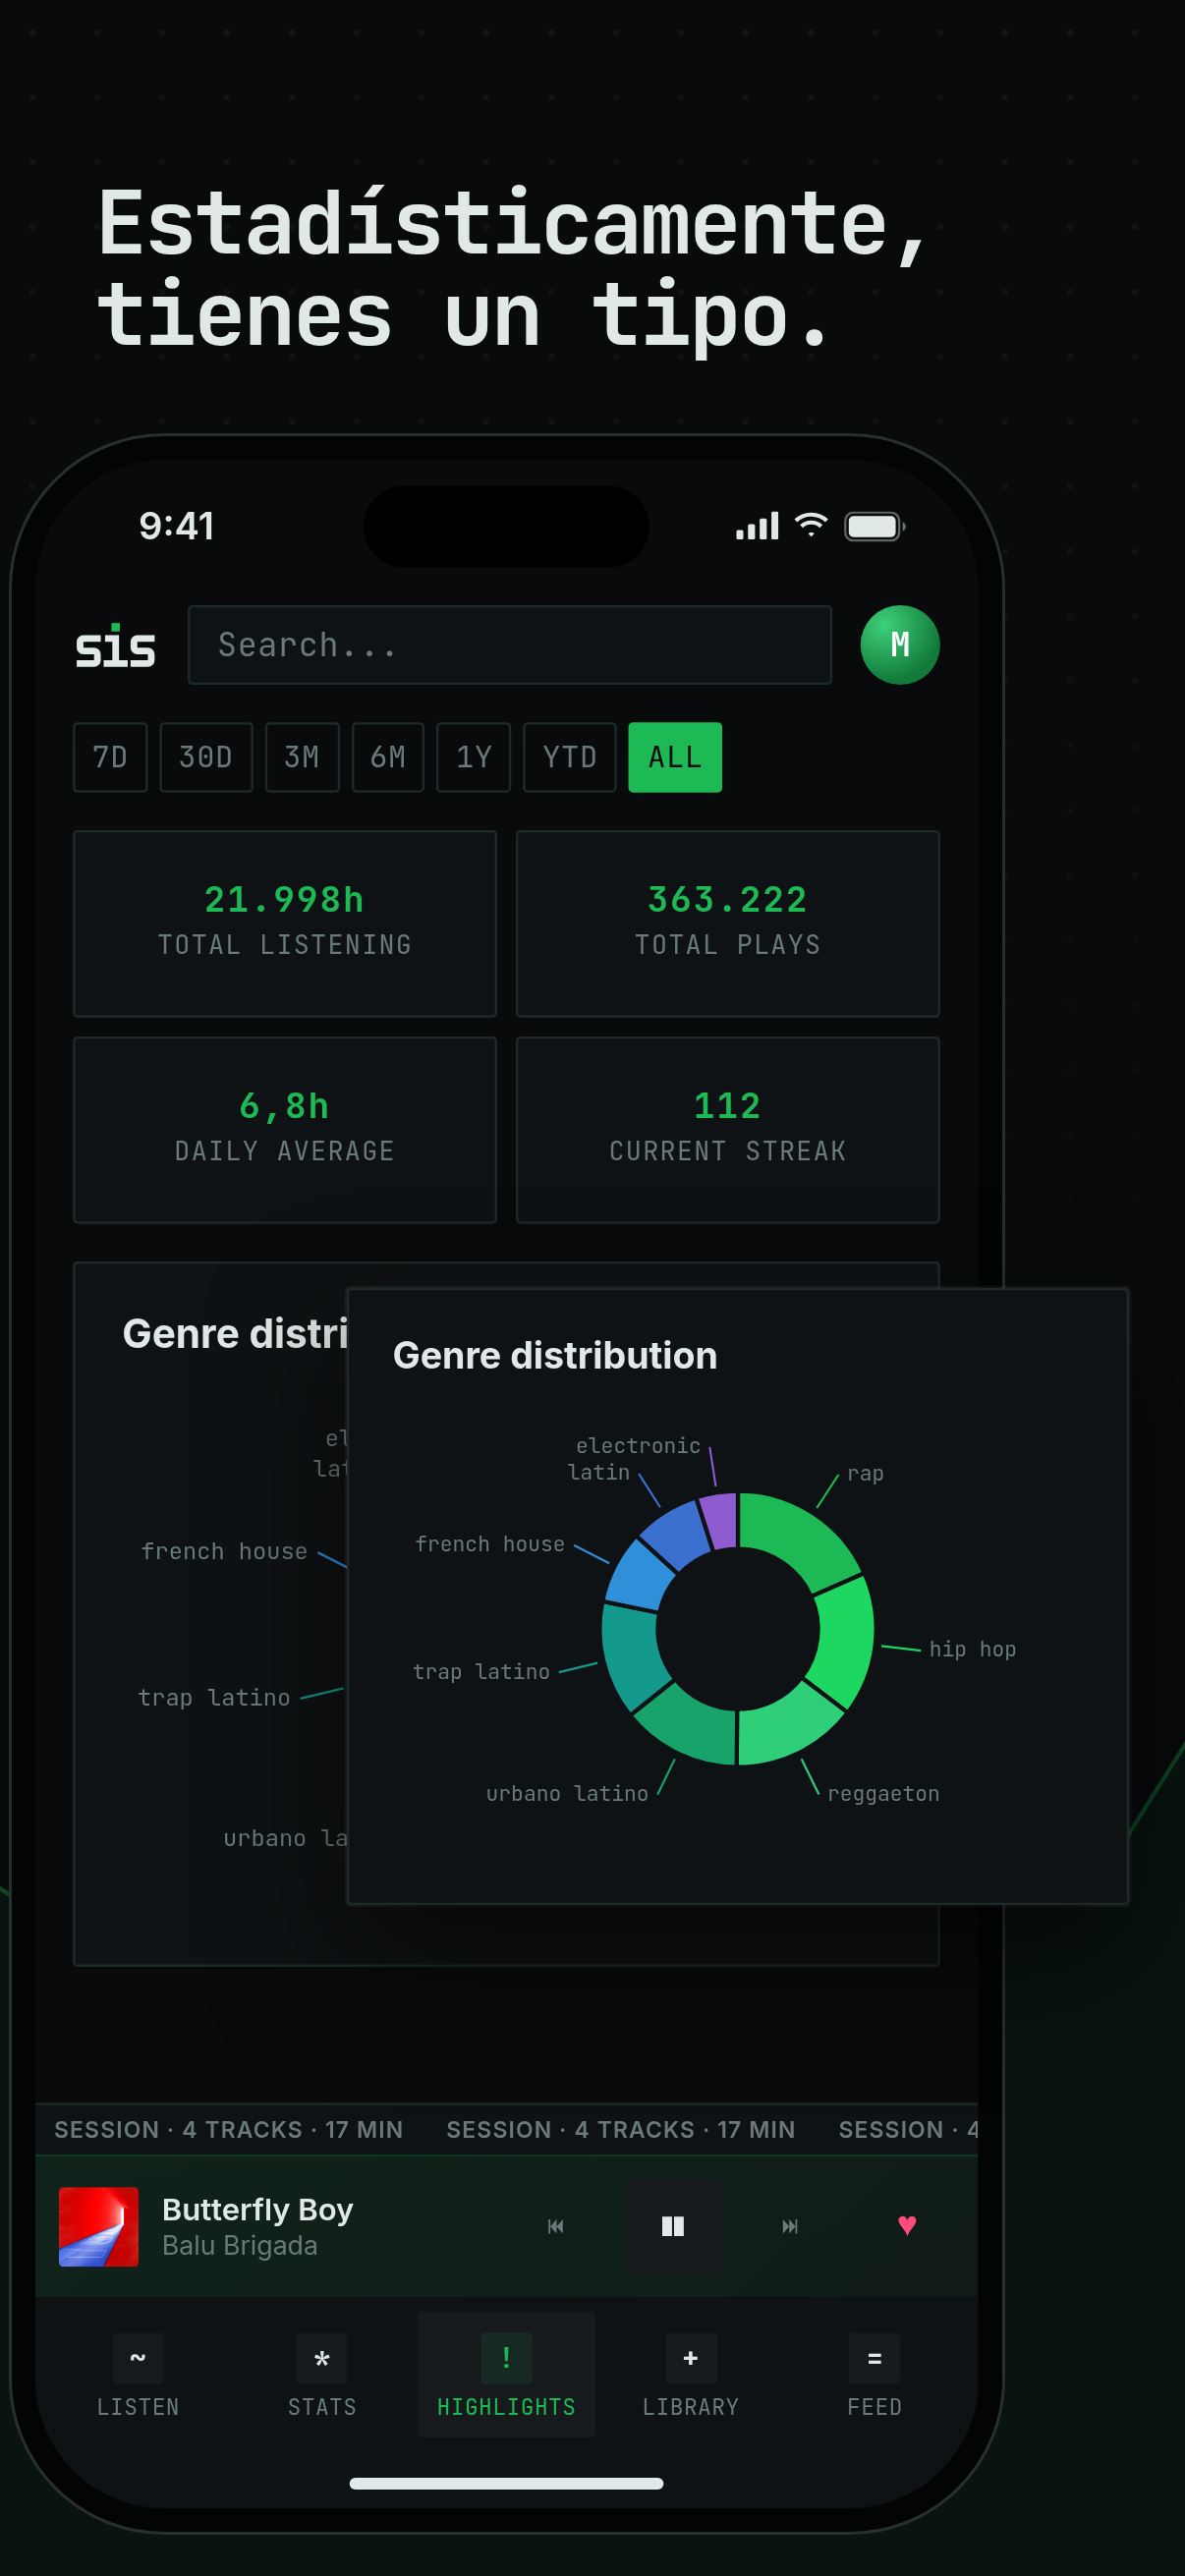 Estadísticamente,
tienes un tipo.
9:41
sis
Search...
M
7D 30D 3M 6M 1Y YTD ALL
21.998h
TOTAL LISTENING
363.222
TOTAL PLAYS
6,8h
DAILY AVERAGE
112
CURRENT STREAK
Genre distri
el
lat
french house
trap latino
urbano la
Genre distribution
electronic
latin
rap
french house
hip hop
trap latino
urbano latino
reggaeton
SESSION · 4 TRACKS · 17 MIN SESSION · 4 TRACKS · 17 MIN SESSION · 4
Butterfly Boy
Balu Brigada
~ * ! + =
LISTEN STATS HIGHLIGHTS LIBRARY FEED